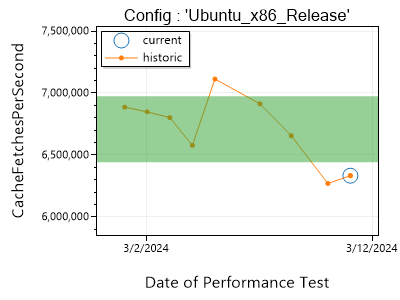 Config : 'Ubuntu_x86_Release'
7,500,000
7,000,000
6,500,000
6,000,000
CacheFetchesPerSecond
current
historic
3/2/2024
3/12/2024
Date of Performance Test